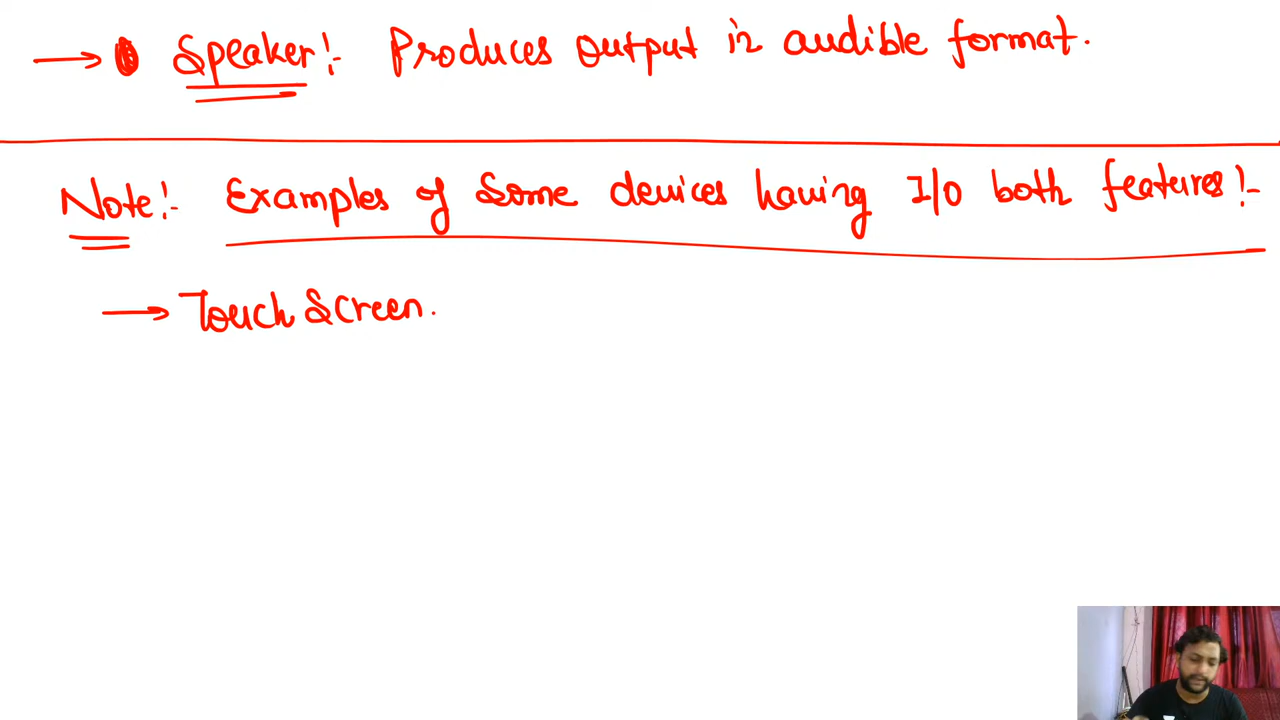 → • Speaker:- Produces output in audible format.
Note:- Examples of some devices having I/O both features:-
→ Touch Screen.